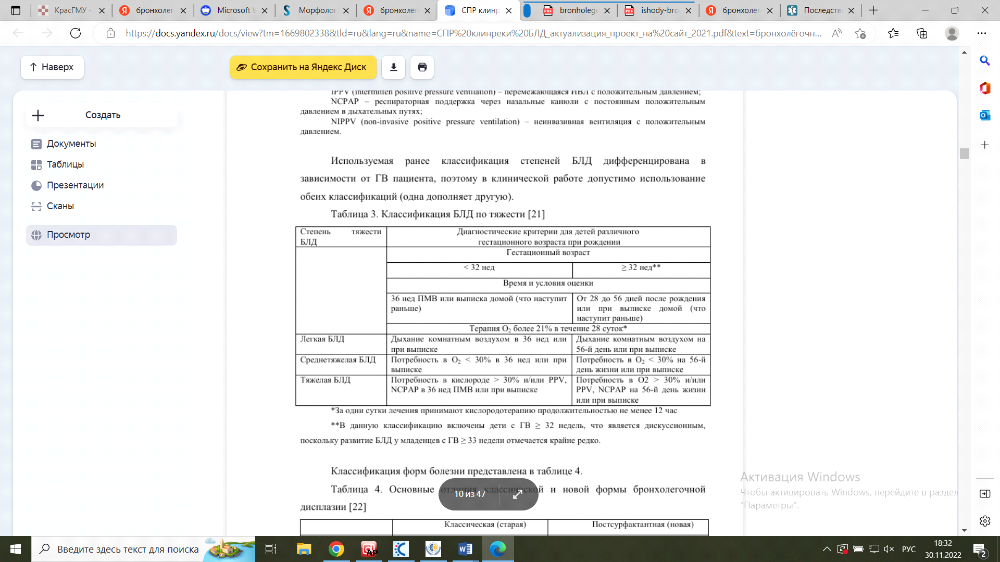 КрасГМУ -
бронхолег
Microsoft W
Морфолог
бронхолёг
СПР клинр
bronholego
ishody-bro
бронхолёг
Последств
https://docs.yandex.ru/docs/view?tm=1669802338&tld=ru&lang=ru&name=СПР%20клинреки%20БЛД_актуализация_проект_на%20сайт_2021.pdf&text=бронхолёгочн...
Наверх
Сохранить на Яндекс Диск
Создать
Документы
Таблицы
Презентации
Сканы
Просмотр
IPPV (intermitten positive pressure ventilation) – перемежающаяся ИВЛ с положительным давлением;
NCPAP – респираторная поддержка через назальные канюли с постоянным положительным
давлением в дыхательных путях;
NIPPV (non-invasive positive pressure ventilation) – неинвазивная вентиляция с положительным
давлением.
Используемая ранее классификация степеней БЛД дифференцирована в
зависимости от ГВ пациента, поэтому в клинической работе допустимо использование
обеих классификаций (одна дополняет другую).
Таблица 3. Классификация БЛД по тяжести [21]
Степень тяжести
БЛД
Диагностические критерии для детей различного
гестационного возраста при рождении
Гестационный возраст
< 32 нед
≥ 32 нед**
Время и условия оценки
36 нед ПМВ или выписка домой (что наступит
раньше)
От 28 до 56 дней после рождения
или при выписке домой (что
наступит раньше)
Терапия O₂ более 21% в течение 28 суток*
Легкая БЛД
Дыхание комнатным воздухом в 36 нед или
при выписке
Дыхание комнатным воздухом на
56-й день или при выписке
Среднетяжелая БЛД
Потребность в O₂ < 30% в 36 нед или при
выписке
Потребность в O₂ < 30% на 56-й
день жизни или при выписке
Тяжелая БЛД
Потребность в кислороде > 30% и/или PPV,
NCPAP в 36 нед ПМВ или при выписке
Потребность в О2 > 30% и/или
PPV, NCPAP на 56-й день жизни
или при выписке
*За одни сутки лечения принимают кислородотерапию продолжительностью не менее 12 час
**В данную классификацию включены дети с ГВ ≥ 32 недель, что является дискуссионным,
поскольку развитие БЛД у младенцев с ГВ ≥ 33 недели отмечается крайне редко.
Классификация форм болезни представлена в таблице 4.
Таблица 4. Основные отличия классической и новой формы бронхолегочной
дисплазии [22]
10 из 47
Классическая (старая)
Постсурфактантная (новая)
Активация Windows
Чтобы активировать Windows, перейдите в раздел
"Параметры".
Введите здесь текст для поиска
AP
РУС
18:32
30.11.2022
2